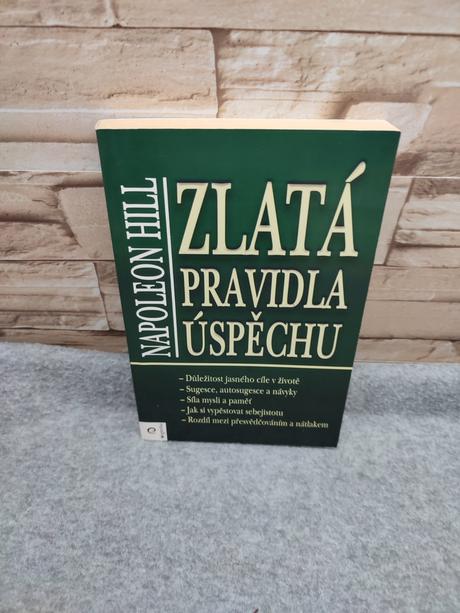 NAPOLEON HILL
ZLATÁ
PRAVIDLA
ÚSPĚCHU
– Důležitost jasného cíle v životě
– Sugesce, autosugesce a návyky
– Síla mysli a paměť
– Jak si vypěstovat sebejistotu
– Rozdíl mezi přesvědčováním a nátlakem